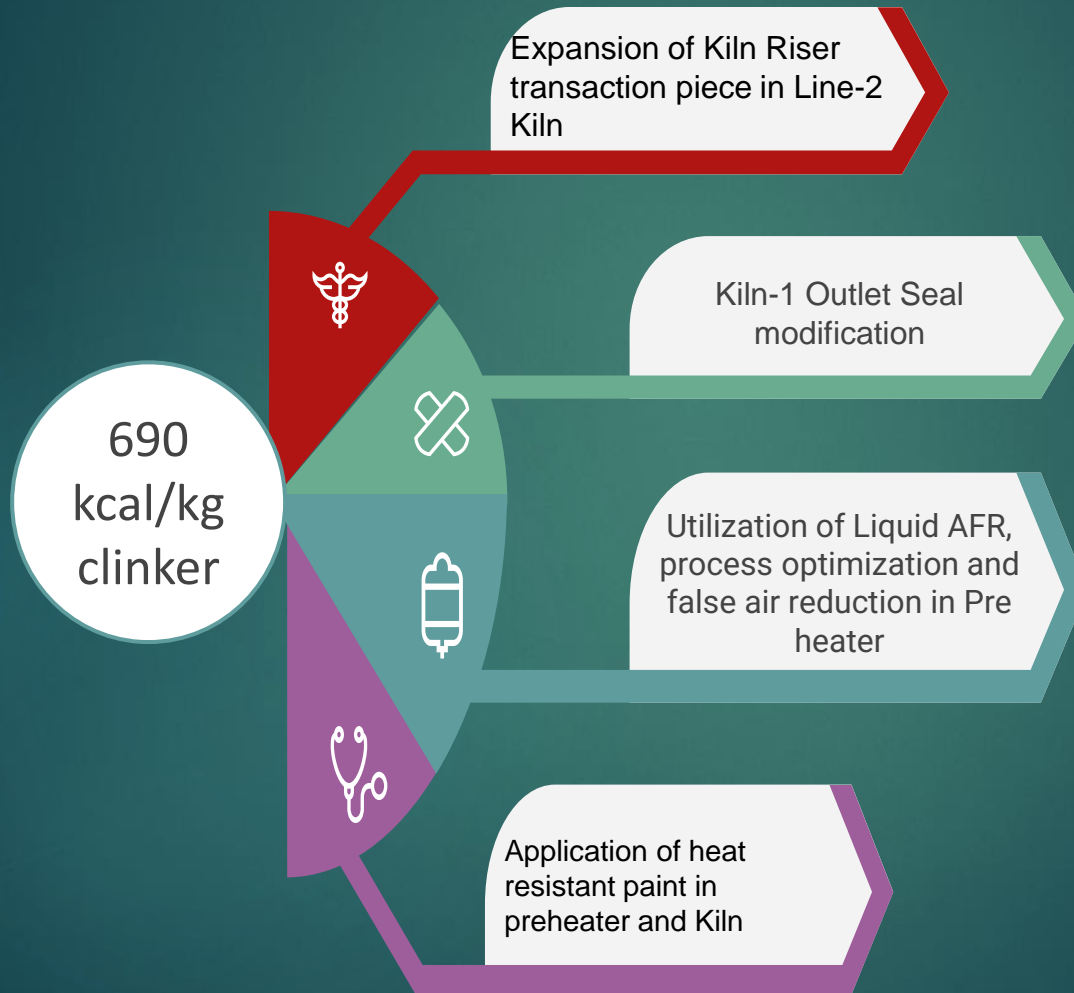 Expansion of Kiln Riser
transaction piece in Line-2
Kiln
Kiln-1 Outlet Seal
modification
690
kcal/kg
clinker
Utilization of Liquid AFR,
process optimization and
false air reduction in Pre
heater
Application of heat
resistant paint in
preheater and Kiln